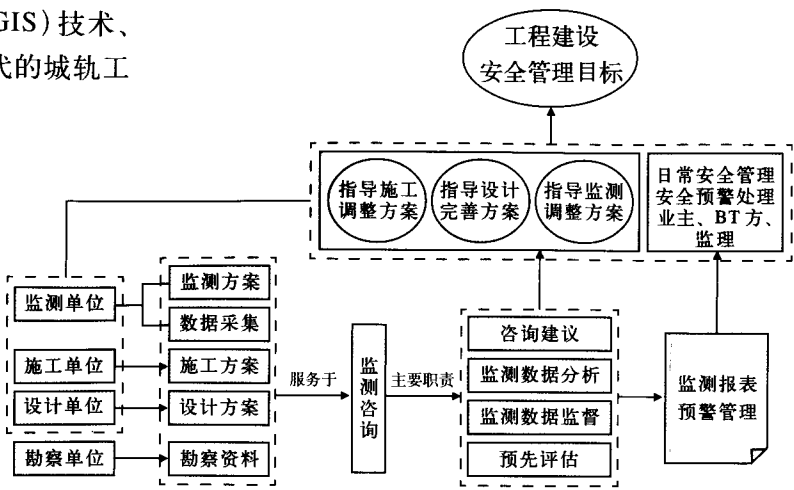 GIS)技术、
代的城轨工
工程建设
安全管理目标
指导施工
调整方案
指导设计
完善方案
指导监测
调整方案
日常安全管理
安全预警处理
业主、BT方、
监理
监测单位
施工单位
设计单位
勘察单位
监测方案
数据采集
施工方案
设计方案
勘察资料
服务于
监测咨询
主要职责
咨询建议
监测数据分析
监测数据监督
预先评估
监测报表
预警管理